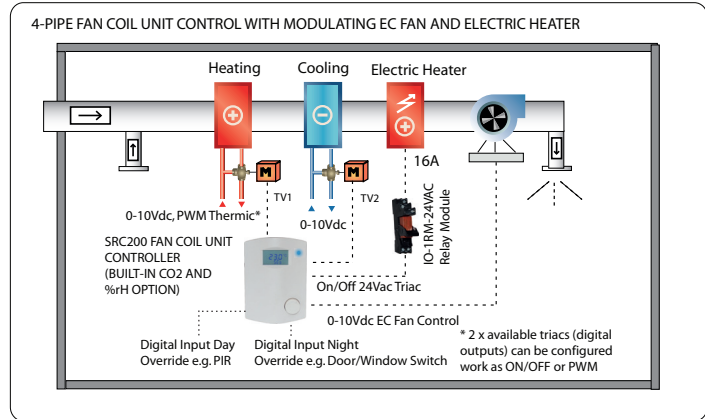 4-PIPE FAN COIL UNIT CONTROL WITH MODULATING EC FAN AND ELECTRIC HEATER
Heating
Cooling
Electric Heater
16A
M
TV1
M
TV2
0-10Vdc, PWM Thermic*
0-10Vdc
IO-1RM-24VAC
Relay Module
SRC200 FAN COIL UNIT
CONTROLLER
(BUILT-IN CO2 AND
%rH OPTION)
On/Off 24Vac Triac
0-10Vdc EC Fan Control
Digital Input Day
Override e.g. PIR
Digital Input Night
Override e.g. Door/Window Switch
* 2 x available triacs (digital
outputs) can be configured
work as ON/OFF or PWM